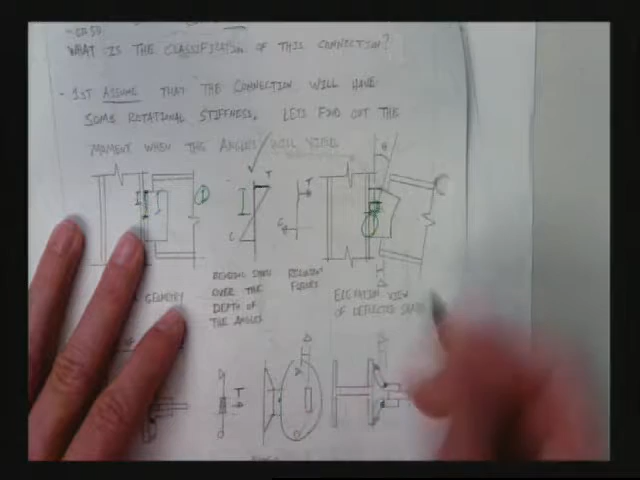 WHAT IS THE CLASSIFICATION OF THIS CONNECTION?
- 1ST ASSUME THAT THE CONNECTION WILL HAVE
SOME ROTATIONAL STIFFNESS. LETS FIND OUT THE
MOMENT WHEN THE ANGLES WILL YIELD
θ
T
T
I
I
I
1
C
C
Δ
GEOMETRY
BENDING STRESS
OVER THE
DEPTH OF
THE ANGLES
RESULTANT
FORCES
ELEVATION VIEW
OF DEFLECTED
Δ
T
Δ
Δ